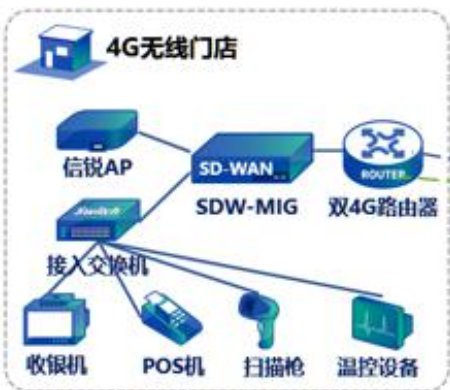 4G无线门店
信锐AP
SD-WAN
SDW-MIG
ROUTER
双4G路由器
接入交换机
收银机
POS机
扫描枪
温控设备